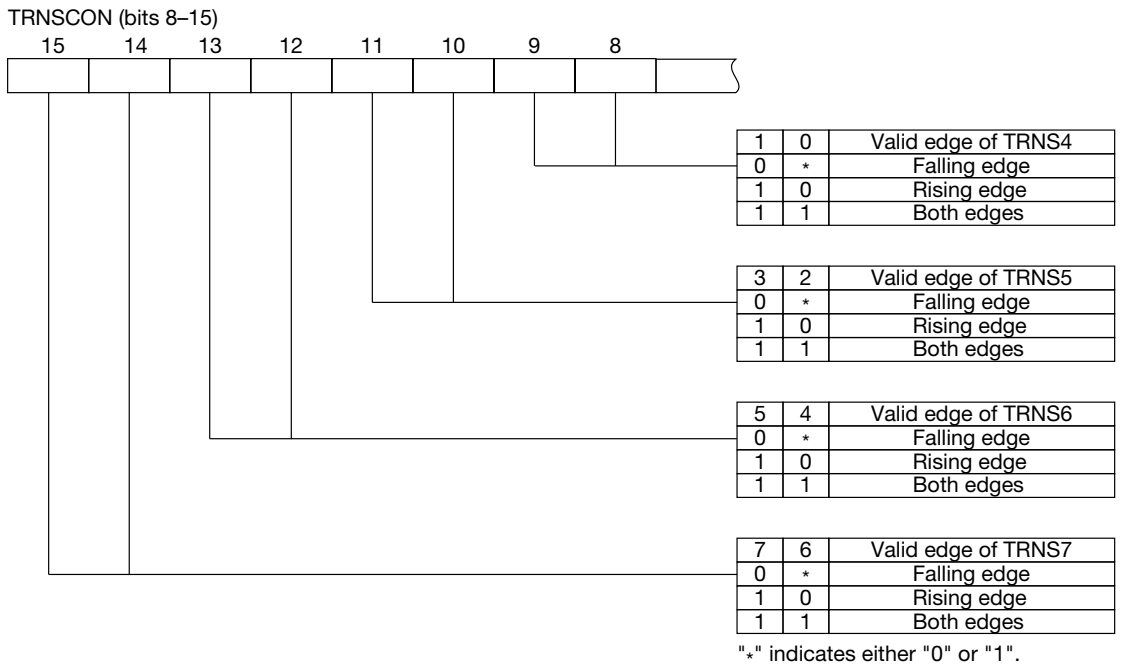 TRNSCON (bits 8–15)
15 14 13 12 11 10 9 8
1 0 Valid edge of TRNS4
0 * Falling edge
1 0 Rising edge
1 1 Both edges
3 2 Valid edge of TRNS5
0 * Falling edge
1 0 Rising edge
1 1 Both edges
5 4 Valid edge of TRNS6
0 * Falling edge
1 0 Rising edge
1 1 Both edges
7 6 Valid edge of TRNS7
0 * Falling edge
1 0 Rising edge
1 1 Both edges
"*" indicates either "0" or "1".